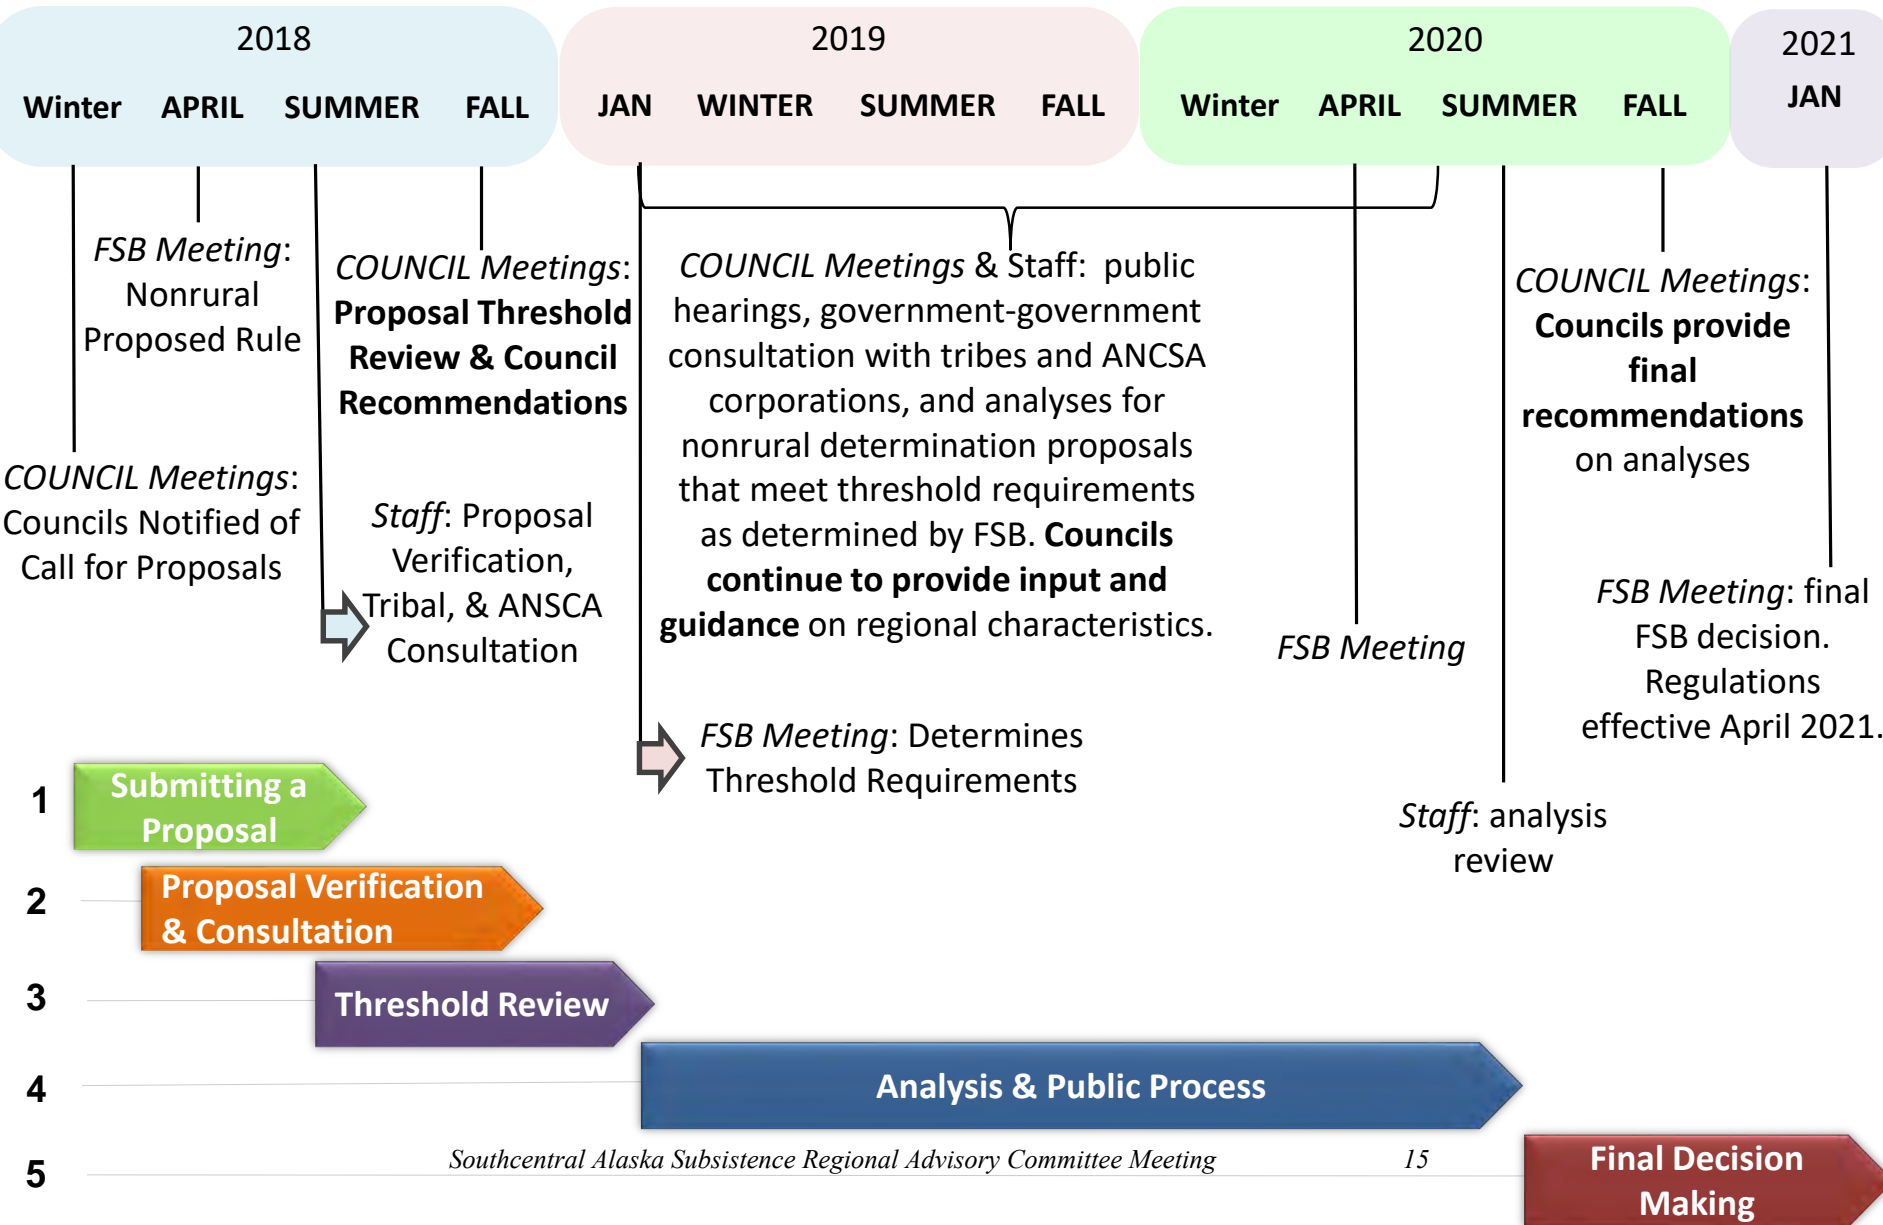 2018
Winter APRIL SUMMER FALL
2019
JAN WINTER SUMMER FALL
2020
Winter APRIL SUMMER FALL
2021
JAN
FSB Meeting:
Nonrural
Proposed Rule
COUNCIL Meetings:
Councils Notified of
Call for Proposals
COUNCIL Meetings:
Proposal Threshold
Review & Council
Recommendations
Staff: Proposal
Verification,
Tribal, & ANSCA
Consultation
COUNCIL Meetings & Staff: public
hearings, government-government
consultation with tribes and ANCSA
corporations, and analyses for
nonrural determination proposals
that meet threshold requirements
as determined by FSB. Councils
continue to provide input and
guidance on regional characteristics.
FSB Meeting: Determines
Threshold Requirements
FSB Meeting
Staff: analysis
review
COUNCIL Meetings:
Councils provide
final
recommendations
on analyses
FSB Meeting: final
FSB decision.
Regulations
effective April 2021.
1
Submitting a
Proposal
2
Proposal Verification
& Consultation
3
Threshold Review
4
Analysis & Public Process
5
Final Decision
Making
Southcentral Alaska Subsistence Regional Advisory Committee Meeting 15